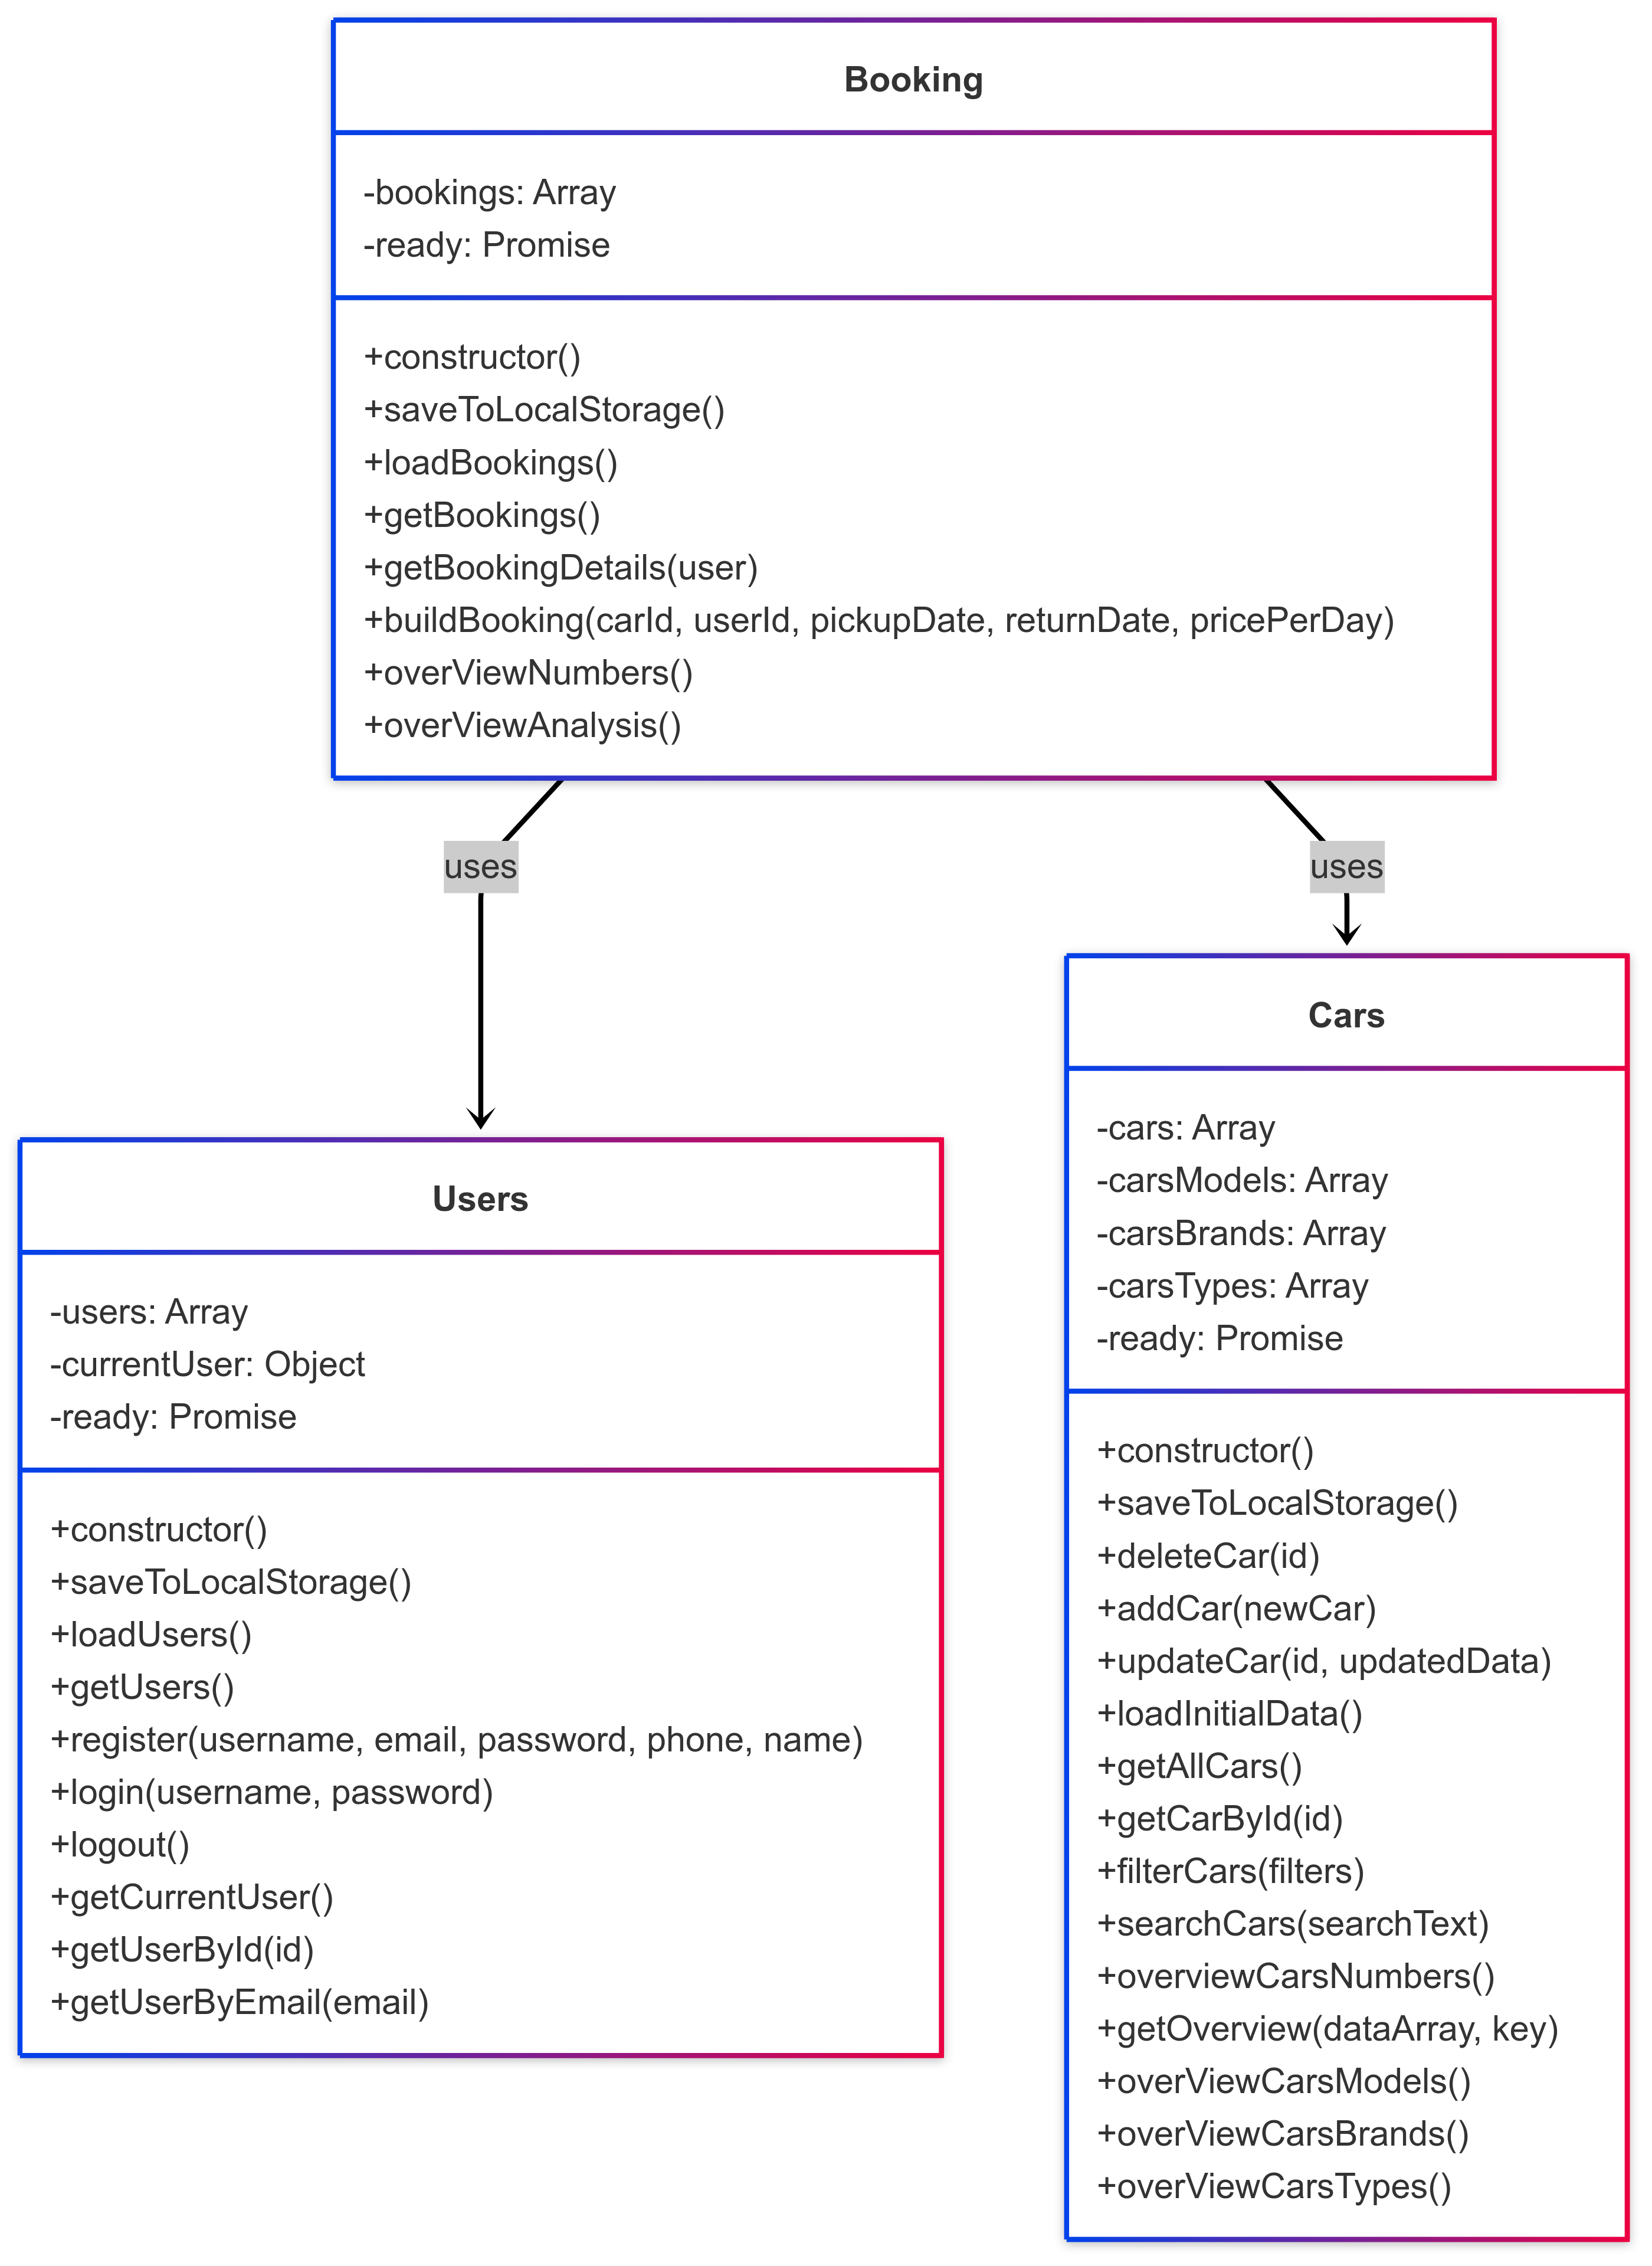 Booking
-bookings: Array
-ready: Promise
+constructor()
+saveToLocalStorage()
+loadBookings()
+getBookings()
+getBookingDetails(user)
+buildBooking(carId, userId, pickupDate, returnDate, pricePerDay)
+overViewNumbers()
+overViewAnalysis()
uses
uses
Users
-users: Array
-currentUser: Object
-ready: Promise
+constructor()
+saveToLocalStorage()
+loadUsers()
+getUsers()
+register(username, email, password, phone, name)
+login(username, password)
+logout()
+getCurrentUser()
+getUserById(id)
+getUserByEmail(email)
Cars
-cars: Array
-carsModels: Array
-carsBrands: Array
-carsTypes: Array
-ready: Promise
+constructor()
+saveToLocalStorage()
+deleteCar(id)
+addCar(newCar)
+updateCar(id, updatedData)
+loadInitialData()
+getAllCars()
+getCarById(id)
+filterCars(filters)
+searchCars(searchText)
+overviewCarsNumbers()
+getOverview(dataArray, key)
+overViewCarsModels()
+overViewCarsBrands()
+overViewCarsTypes()